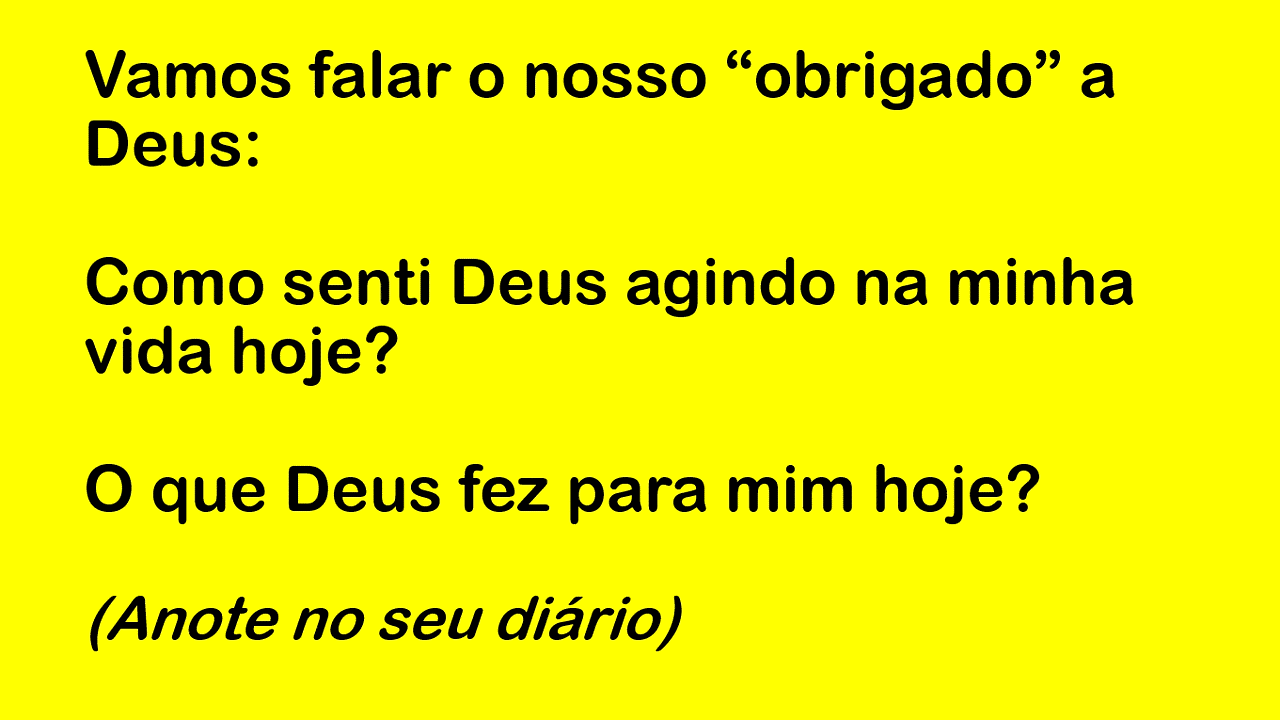 Vamos falar o nosso “obrigado” a
Deus:
Como senti Deus agindo na minha
vida hoje?
O que Deus fez para mim hoje?
(Anote no seu diário)